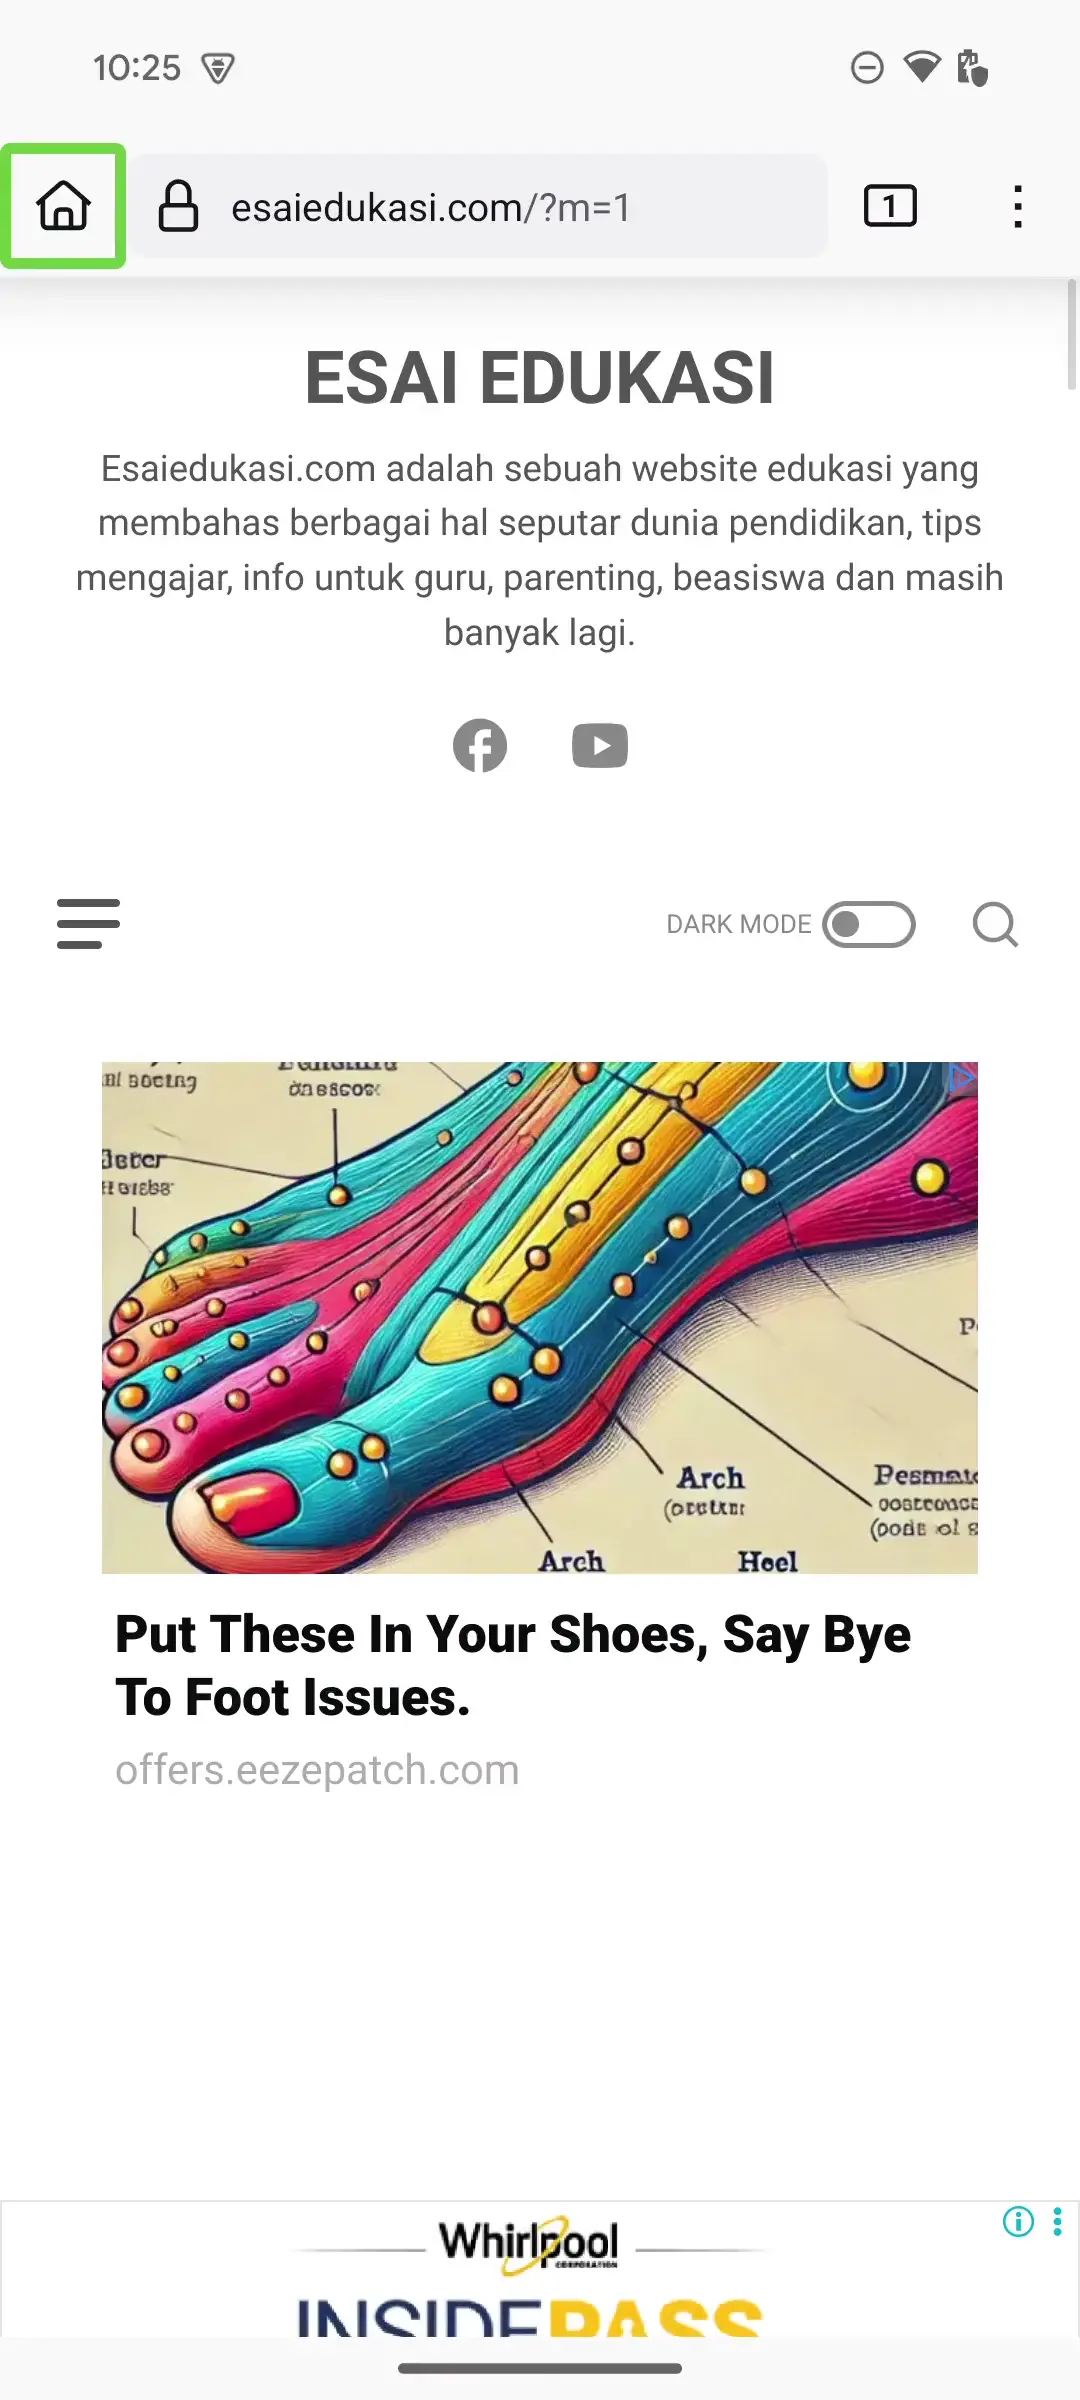 10:25
esaiedukasi.com/?m=1
1
ESAI EDUKASI
Esaiedukasi.com adalah sebuah website edukasi yang
membahas berbagai hal seputar dunia pendidikan, tips
mengajar, info untuk guru, parenting, beasiswa dan masih
banyak lagi.
DARK MODE
Arch
Arch
Hoel
Put These In Your Shoes, Say Bye
To Foot Issues.
offers.eezepatch.com
Whirlpool
CORPORATION
INSIDEPASS